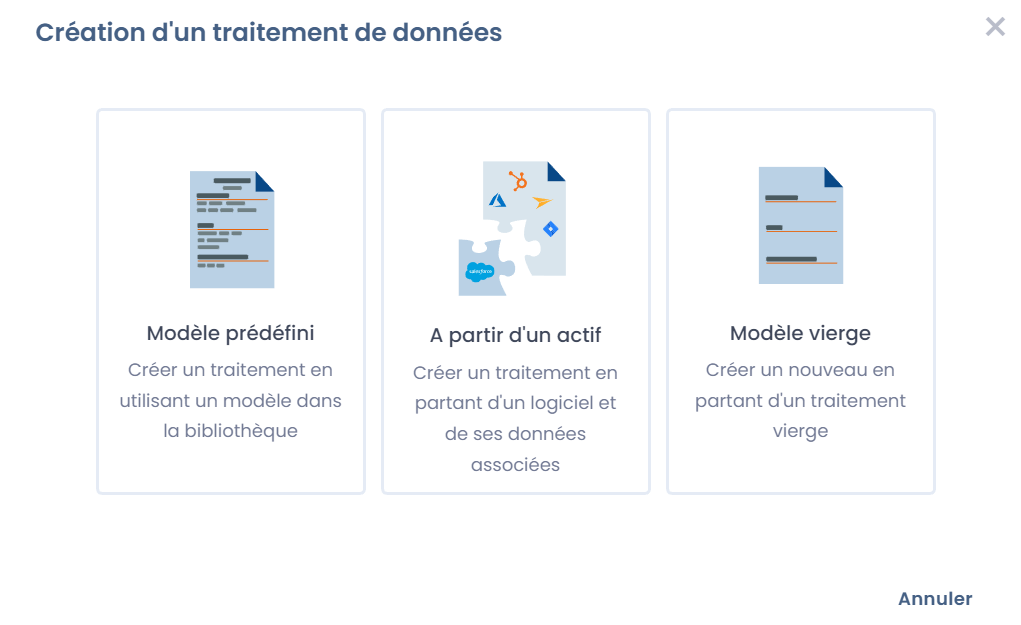 Création d'un traitement de données
Modèle prédéfini
Créer un traitement en
utilisant un modèle dans
la bibliothèque
salesforce
A partir d'un actif
Créer un traitement en
partant d'un logiciel et
de ses données
associées
Modèle vierge
Créer un nouveau en
partant d'un traitement
vierge
Annuler